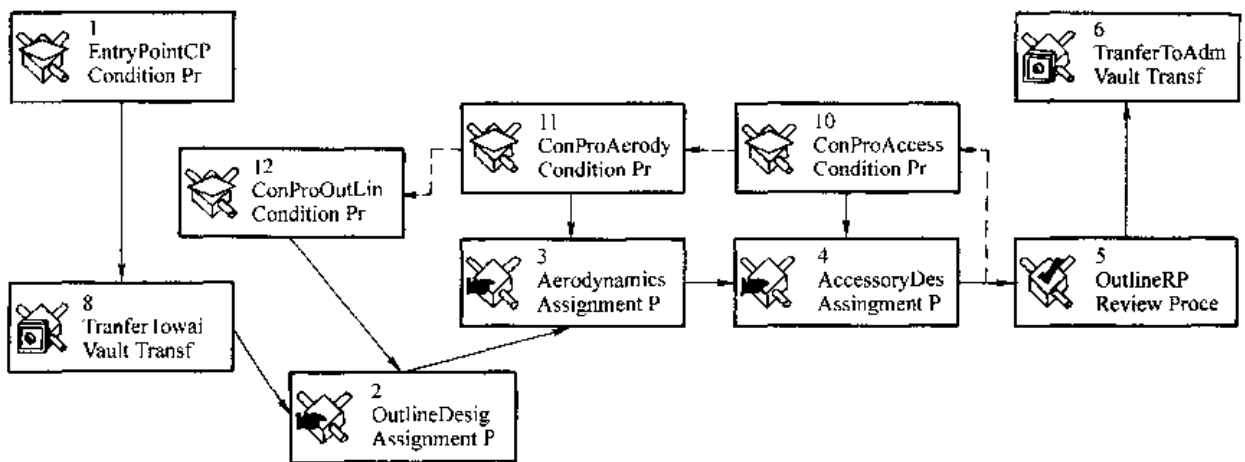 1
EntryPointCP
Condition Pr
6
TranferToAdm
Vault Transf
11
ConProAerody
Condition Pr
10
ConProAccess
Condition Pr
12
ConProOutLin
Condition Pr
3
Aerodynamics
Assignment P
4
AccessoryDes
Assingment P
5
OutlineRP
Review Proce
8
Tranfer1owai
Vault Transf
2
OutlineDesig
Assignment P